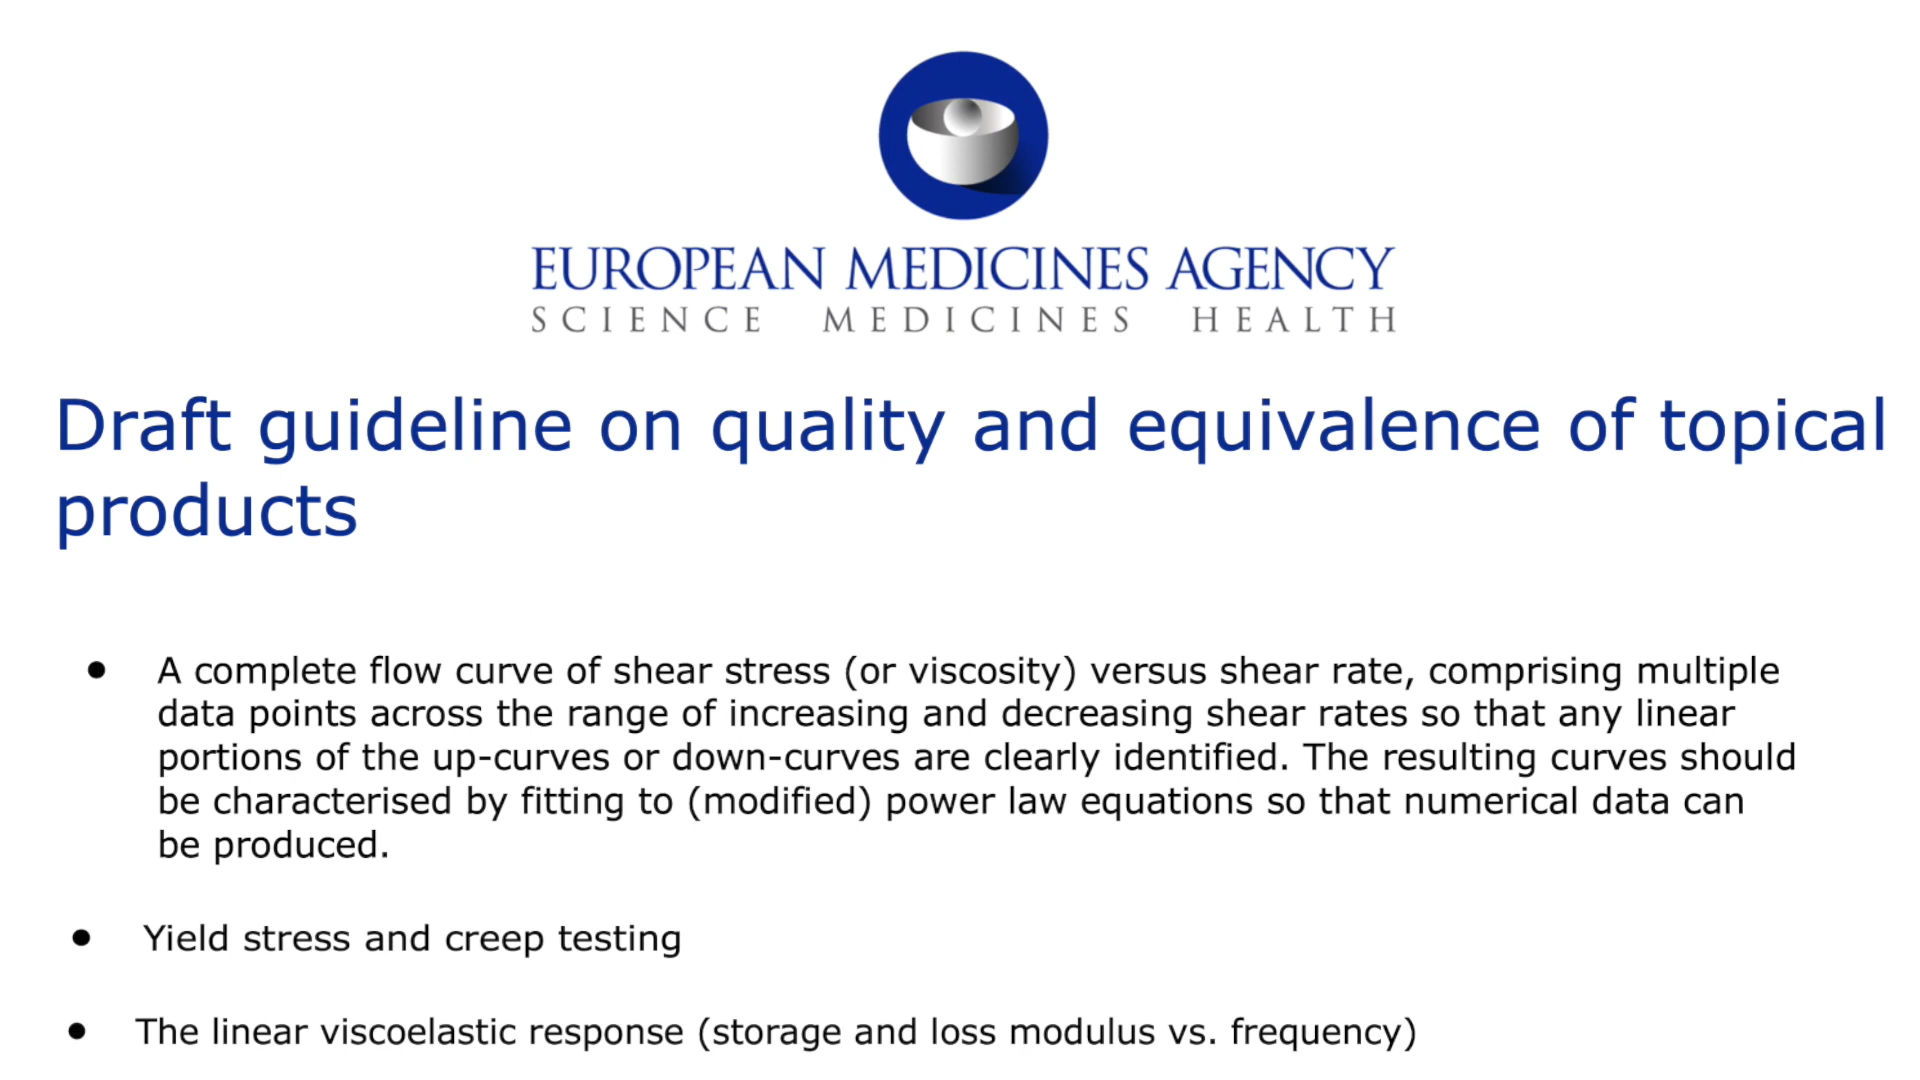 EUROPEAN MEDICINES AGENCY
SCIENCE MEDICINES HEALTH
Draft guideline on quality and equivalence of topical
products
• A complete flow curve of shear stress (or viscosity) versus shear rate, comprising multiple
data points across the range of increasing and decreasing shear rates so that any linear
portions of the up-curves or down-curves are clearly identified. The resulting curves should
be characterised by fitting to (modified) power law equations so that numerical data can
be produced.
• Yield stress and creep testing
• The linear viscoelastic response (storage and loss modulus vs. frequency)